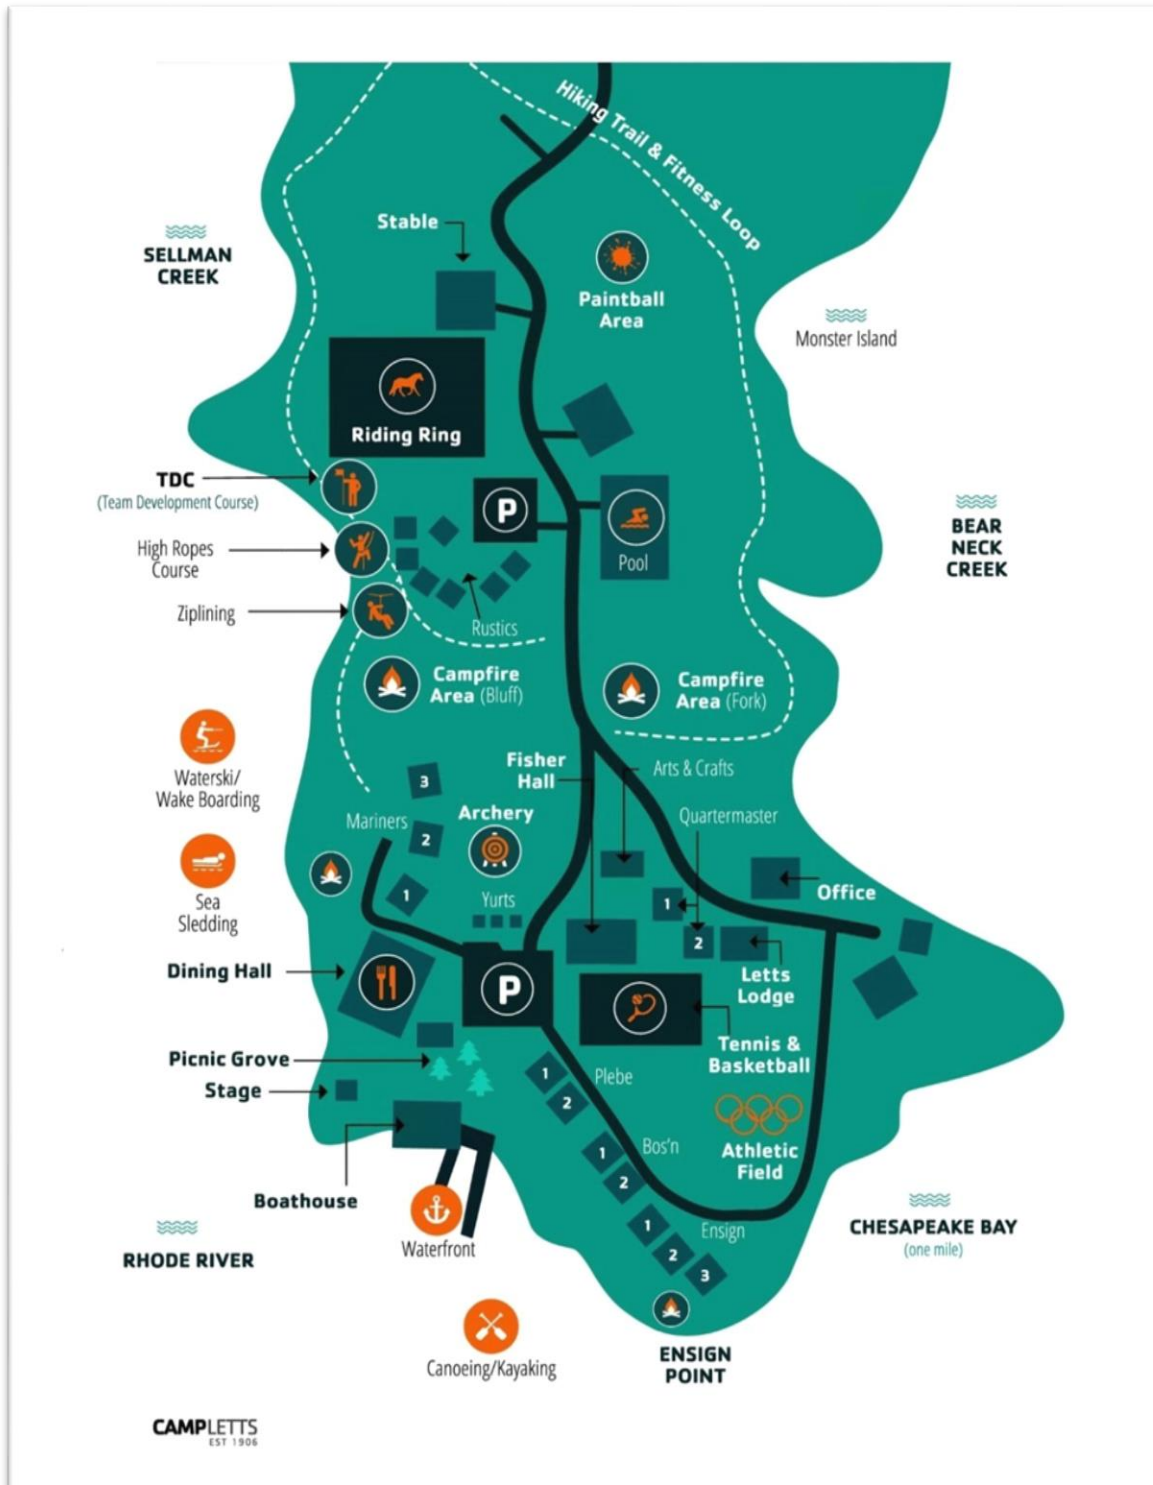 Hiking Trail & Fitness Loop
Stable
SELLMAN
CREEK
Paintball
Area
Monster Island
Riding Ring
TDC
(Team Development Course)
P
Pool
BEAR
NECK
CREEK
High Ropes
Course
Ziplining
Rustics
Campfire
Area (Bluff)
Campfire
Area (Fork)
Waterski/
Wake Boarding
Fisher
Hall
Arts & Crafts
3
Mariners
2
1
Archery
Quartermaster
Sea
Sledding
Yurts
1
2
Office
Dining Hall
P
Letts
Lodge
Tennis &
Basketball
Picnic Grove
Stage
1
2
Plebe
Athletic
Field
1
2
Bos'n
Boathouse
Waterfront
1
2
3
Ensign
RHODE RIVER
CHESAPEAKE BAY
(one mile)
Canoeing/Kayaking
ENSIGN
POINT
CAMPLETTS
EST 1906